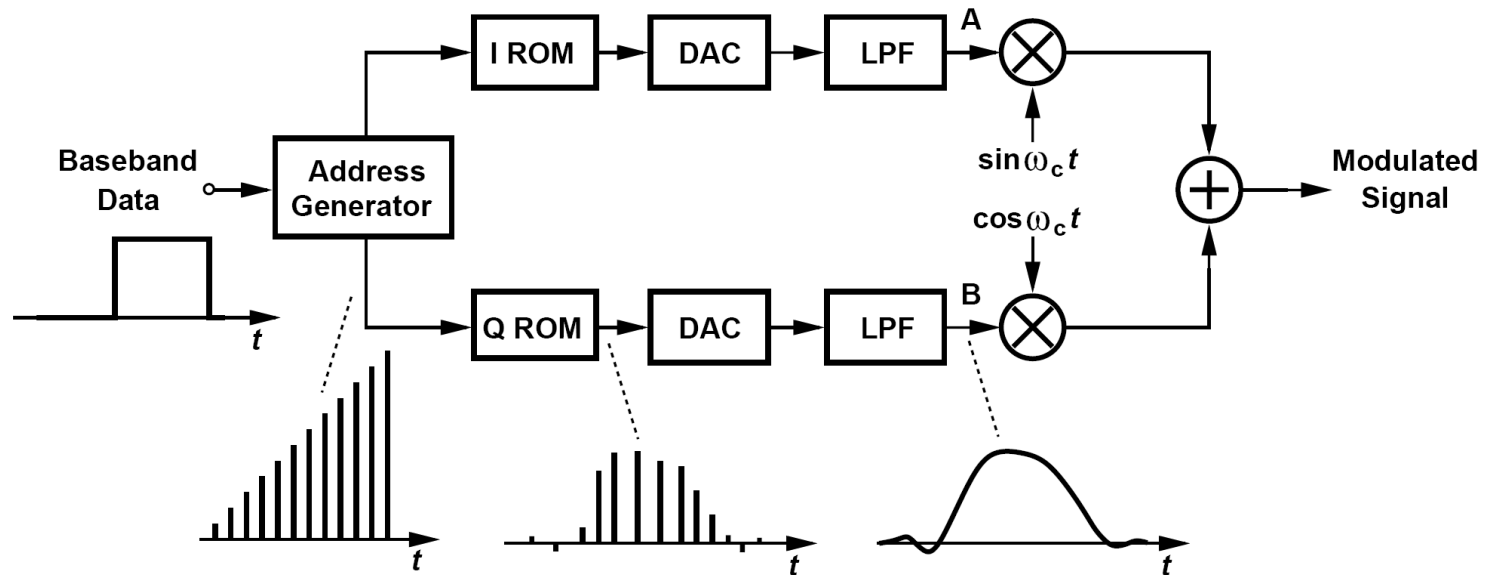 A
I ROM
DAC
LPF
Baseband
Data
Address
Generator
sin ω_c t
cos ω_c t
Modulated
Signal
B
Q ROM
DAC
LPF
t
t
t
t